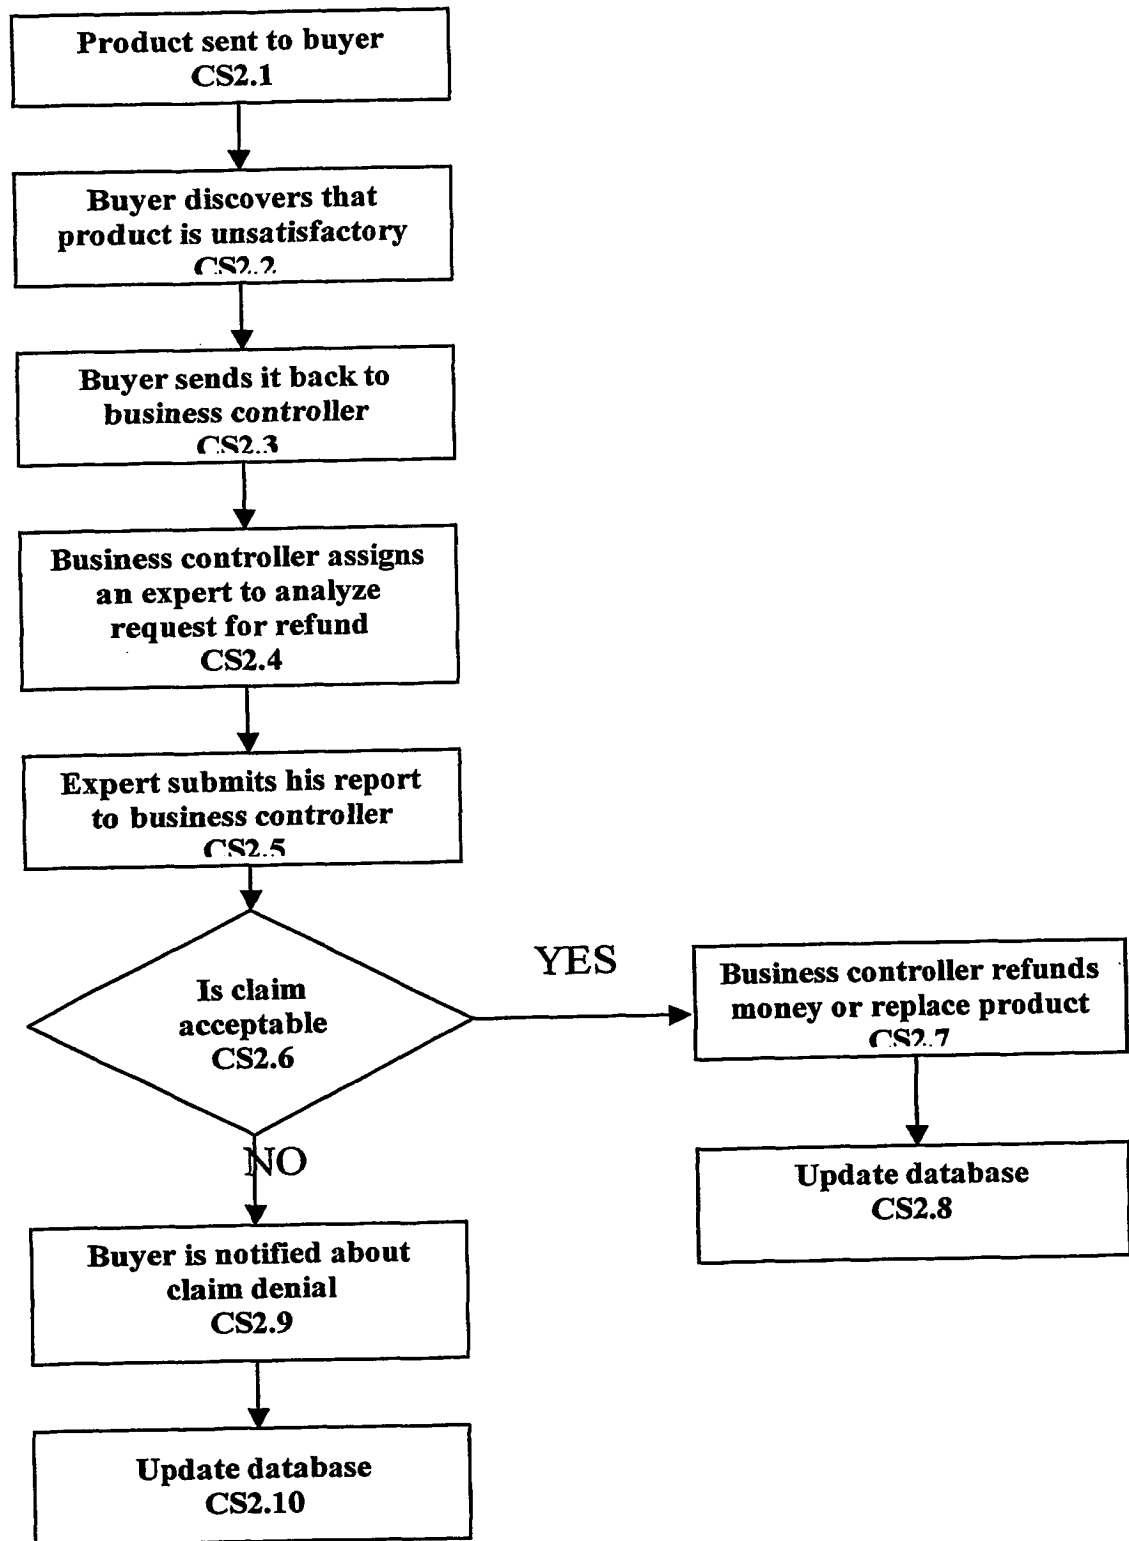 Product sent to buyer
CS2.1
Buyer discovers that
product is unsatisfactory
CS2.2
Buyer sends it back to
business controller
CS2.3
Business controller assigns
an expert to analyze
request for refund
CS2.4
Expert submits his report
to business controller
CS2.5
Is claim
acceptable
CS2.6
YES
Business controller refunds
money or replace product
CS2.7
Update database
CS2.8
NO
Buyer is notified about
claim denial
CS2.9
Update database
CS2.10